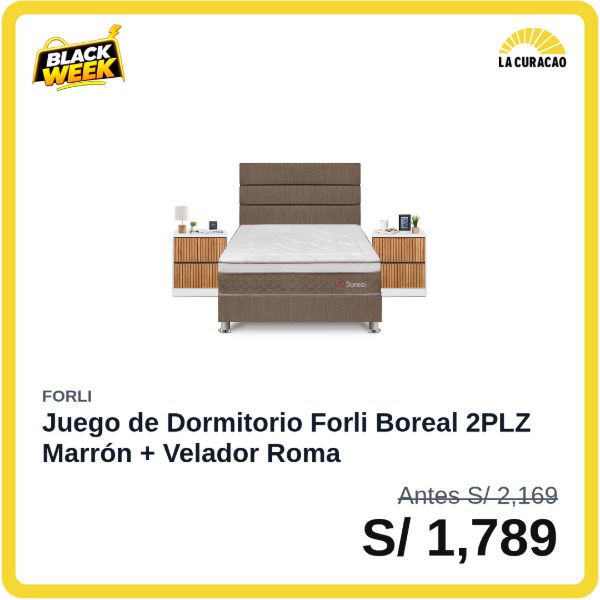 BLACK
WEEK
LA CURACAO
Boreal
FORLI
Juego de Dormitorio Forli Boreal 2PLZ
Marrón + Velador Roma
Antes S/ 2,169
S/ 1,789